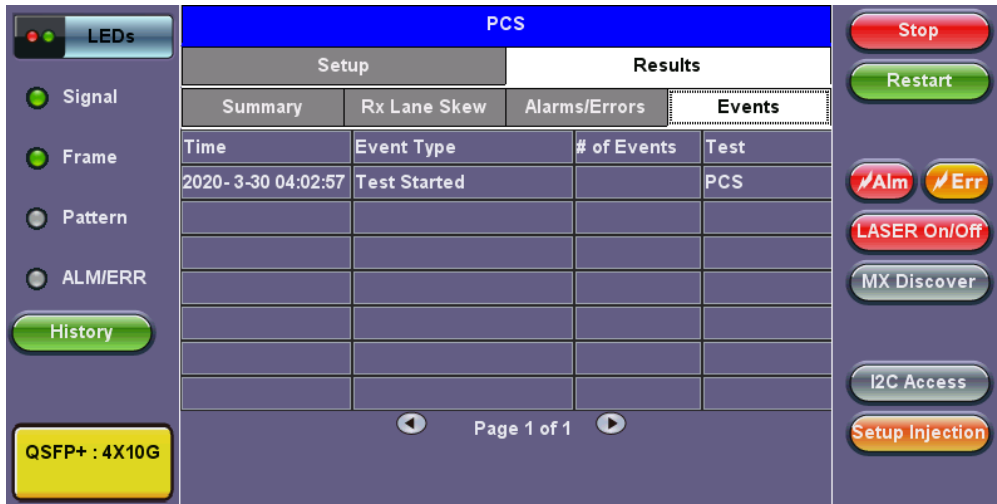 LEDs
Signal
Frame
Pattern
ALM/ERR
History
QSFP+ : 4X10G
PCS
Setup Results
Summary Rx Lane Skew Alarms/Errors Events
Time Event Type # of Events Test
2020- 3-30 04:02:57 Test Started PCS
Page 1 of 1
Stop
Restart
Alm Err
LASER On/Off
MX Discover
I2C Access
Setup Injection